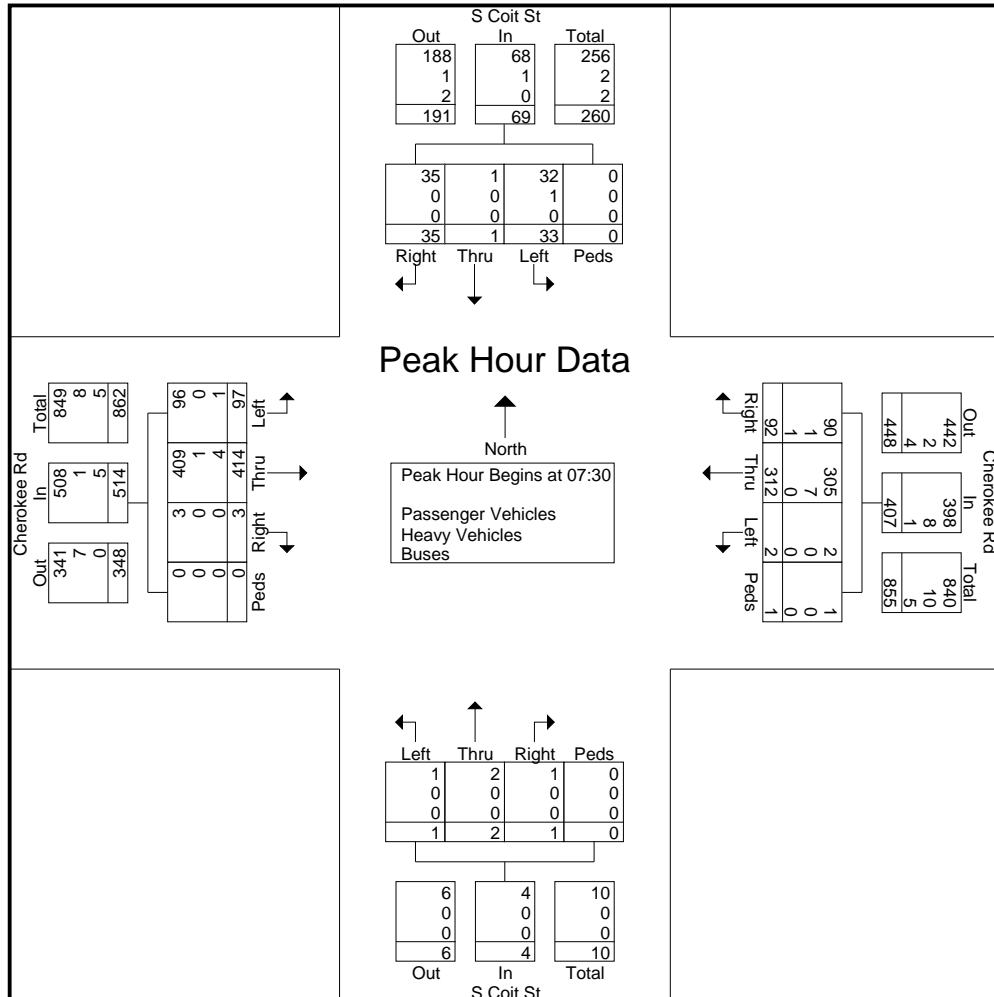 S Coit St
Out In Total
188 68 256
1 1 2
2 0 2
191 69 260
35 1 32 0
0 0 1 0
0 0 0 0
35 1 33 0
Right Thru Left Peds
Peak Hour Data
North
Peak Hour Begins at 07:30
Passenger Vehicles
Heavy Vehicles
Buses
Cherokee Rd
Total In Out
849 508 341
8 1 7
5 5 0
862 514 348
96 409 3 0
0 1 0 0
1 4 0 0
97 414 3 0
Left Thru Right Peds
Cherokee Rd
Out In Total
442 398 840
2 8 10
4 1 5
448 407 855
90 305 2 1
1 7 0 0
1 0 0 0
92 312 2 1
Right Thru Left Peds
Left Thru Right Peds
1 2 1 0
0 0 0 0
0 0 0 0
1 2 1 0
6 4 10
0 0 0
0 0 0
6 4 10
Out In Total
S Coit St